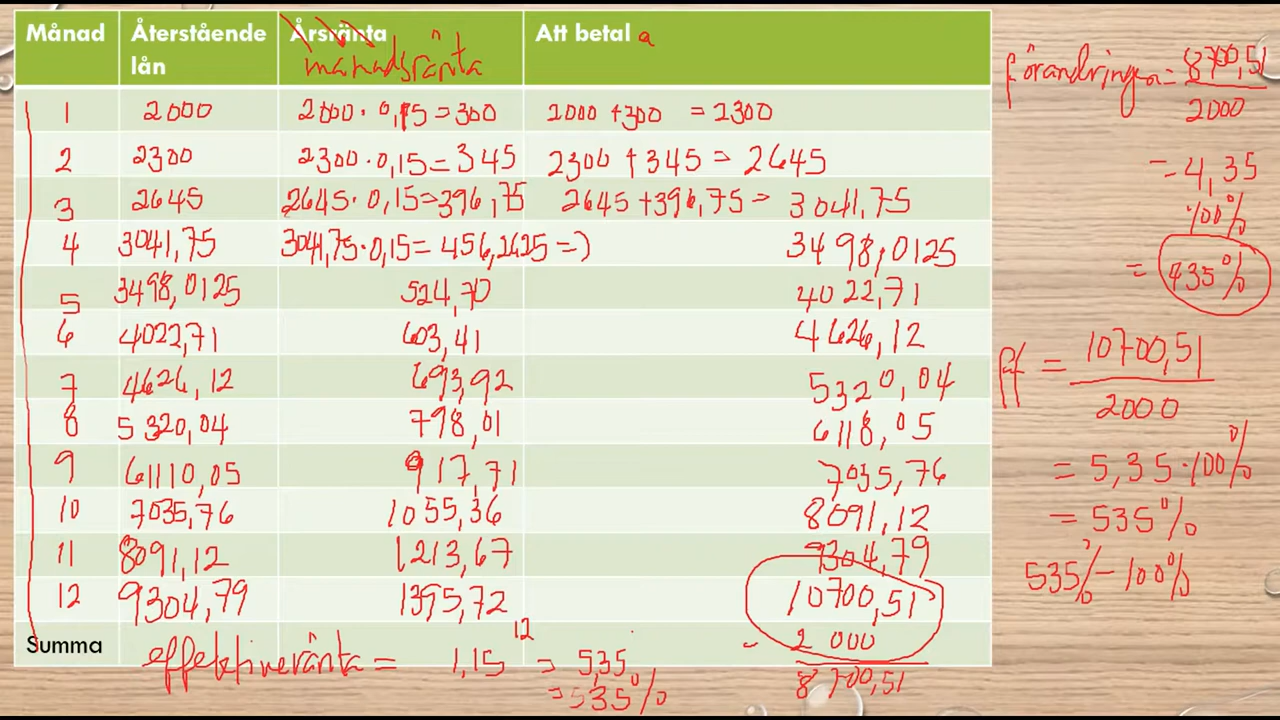 Månad Återstående lån Årsränta månadsränta Att betala
1 2000 2000 · 0,15 = 300 2000 + 300 = 2300
2 2300 2300 · 0,15 = 345 2300 + 345 = 2645
3 2645 2645 · 0,15 = 396,75 2645 + 396,75 = 3041,75
4 3041,75 3041,75 · 0,15 = 456,2625 => 3498,0125
5 3498,0125 524,70 4022,71
6 4022,71 603,41 4626,12
7 4626,12 693,92 5320,04
8 5320,04 798,01 6118,05
9 61110,05 917,71 7035,76
10 7035,76 1055,36 8091,12
11 8091,12 1213,67 9304,79
12 9304,79 1395,72 10700,51
Summa - 2000
8700,51
effektiveränta = 1,15^12 = 5,35
= 535%
förändringen = 8700,51 / 2000
= 4,35
100%
= 435%
ff = 10700,51 / 2000
= 5,35 · 100%
= 535%
535% - 100%